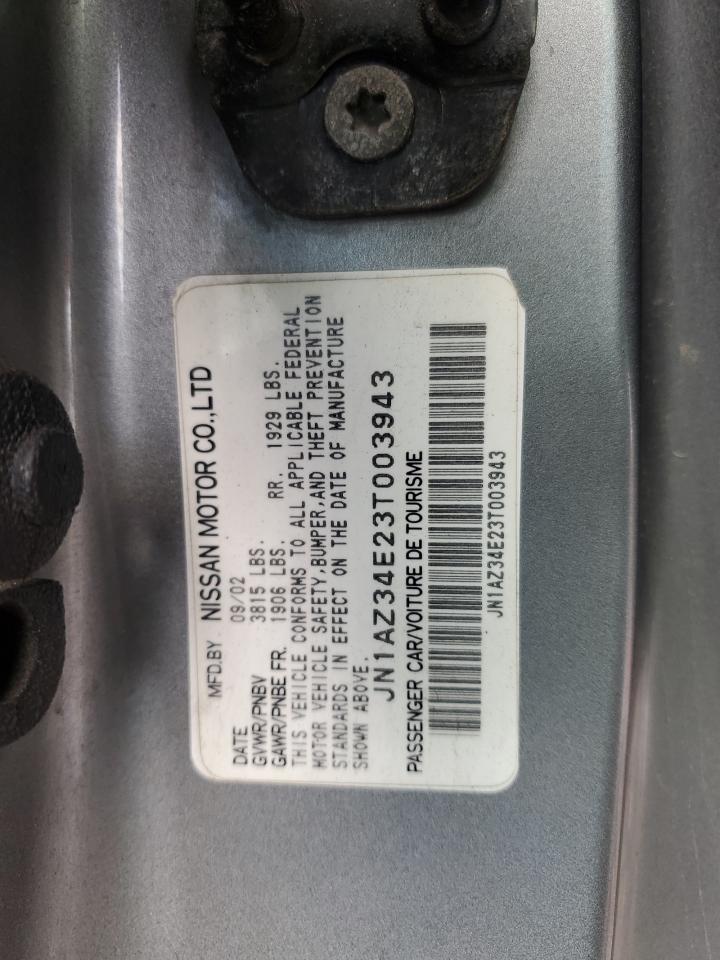 MFD.BY NISSAN MOTOR CO.,LTD
DATE 09/02
GVWR/PNBV 3815 LBS.
GAWR/PNBE FR. 1906 LBS. RR. 1929 LBS.
THIS VEHICLE CONFORMS TO ALL APPLICABLE FEDERAL
MOTOR VEHICLE SAFETY,BUMPER,AND THEFT PREVENTION
STANDARDS IN EFFECT ON THE DATE OF MANUFACTURE
SHOWN ABOVE.
JN1AZ34E23T003943
PASSENGER CAR/VOITURE DE TOURISME
JN1AZ34E23T003943